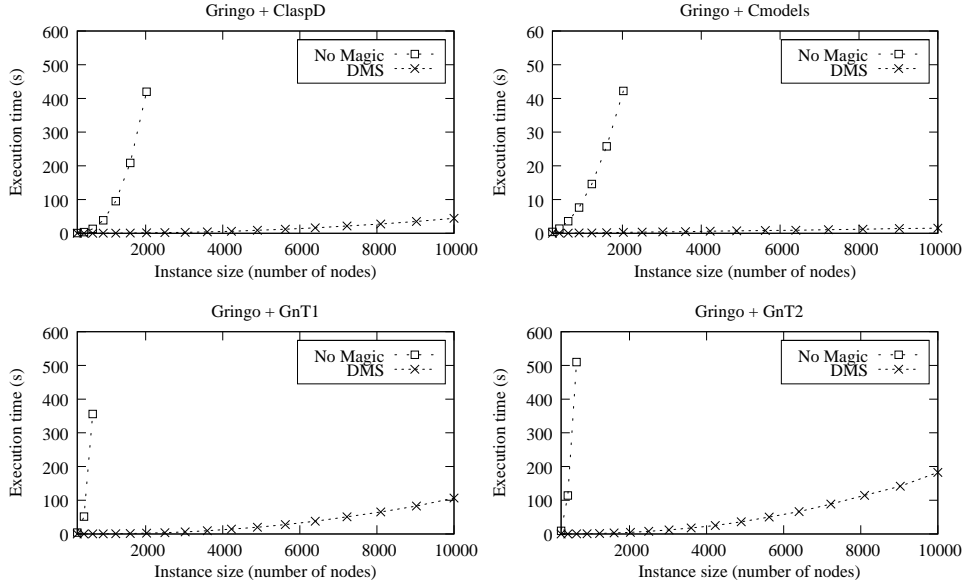 Gringo + ClaspD
Execution time (s)
600
500
400
300
200
100
0
No Magic
DMS
2000 4000 6000 8000 10000
Instance size (number of nodes)
Gringo + Cmodels
Execution time (s)
60
50
40
30
20
10
0
No Magic
DMS
2000 4000 6000 8000 10000
Instance size (number of nodes)
Gringo + GnT1
Execution time (s)
600
500
400
300
200
100
0
No Magic
DMS
2000 4000 6000 8000 10000
Instance size (number of nodes)
Gringo + GnT2
Execution time (s)
600
500
400
300
200
100
0
No Magic
DMS
2000 4000 6000 8000 10000
Instance size (number of nodes)